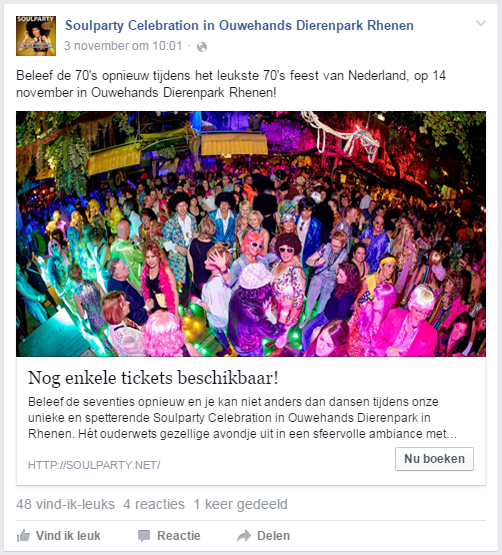 SOULPARTY
Soulparty Celebration in Ouwehands Dierenpark Rhenen
3 november om 10:01 ·
Beleef de 70's opnieuw tijdens het leukste 70's feest van Nederland, op 14
november in Ouwehands Dierenpark Rhenen!
Nog enkele tickets beschikbaar!
Beleef de seventies opnieuw en je kan niet anders dan dansen tijdens onze
unieke en spetterende Soulparty Celebration in Ouwehands Dierenpark in
Rhenen. Hét ouderwets gezellige avondje uit in een sfeervolle ambiance met...
HTTP://SOULPARTY.NET/
Nu boeken
48 vind-ik-leuks 4 reacties 1 keer gedeeld
Vind ik leuk Reactie Delen